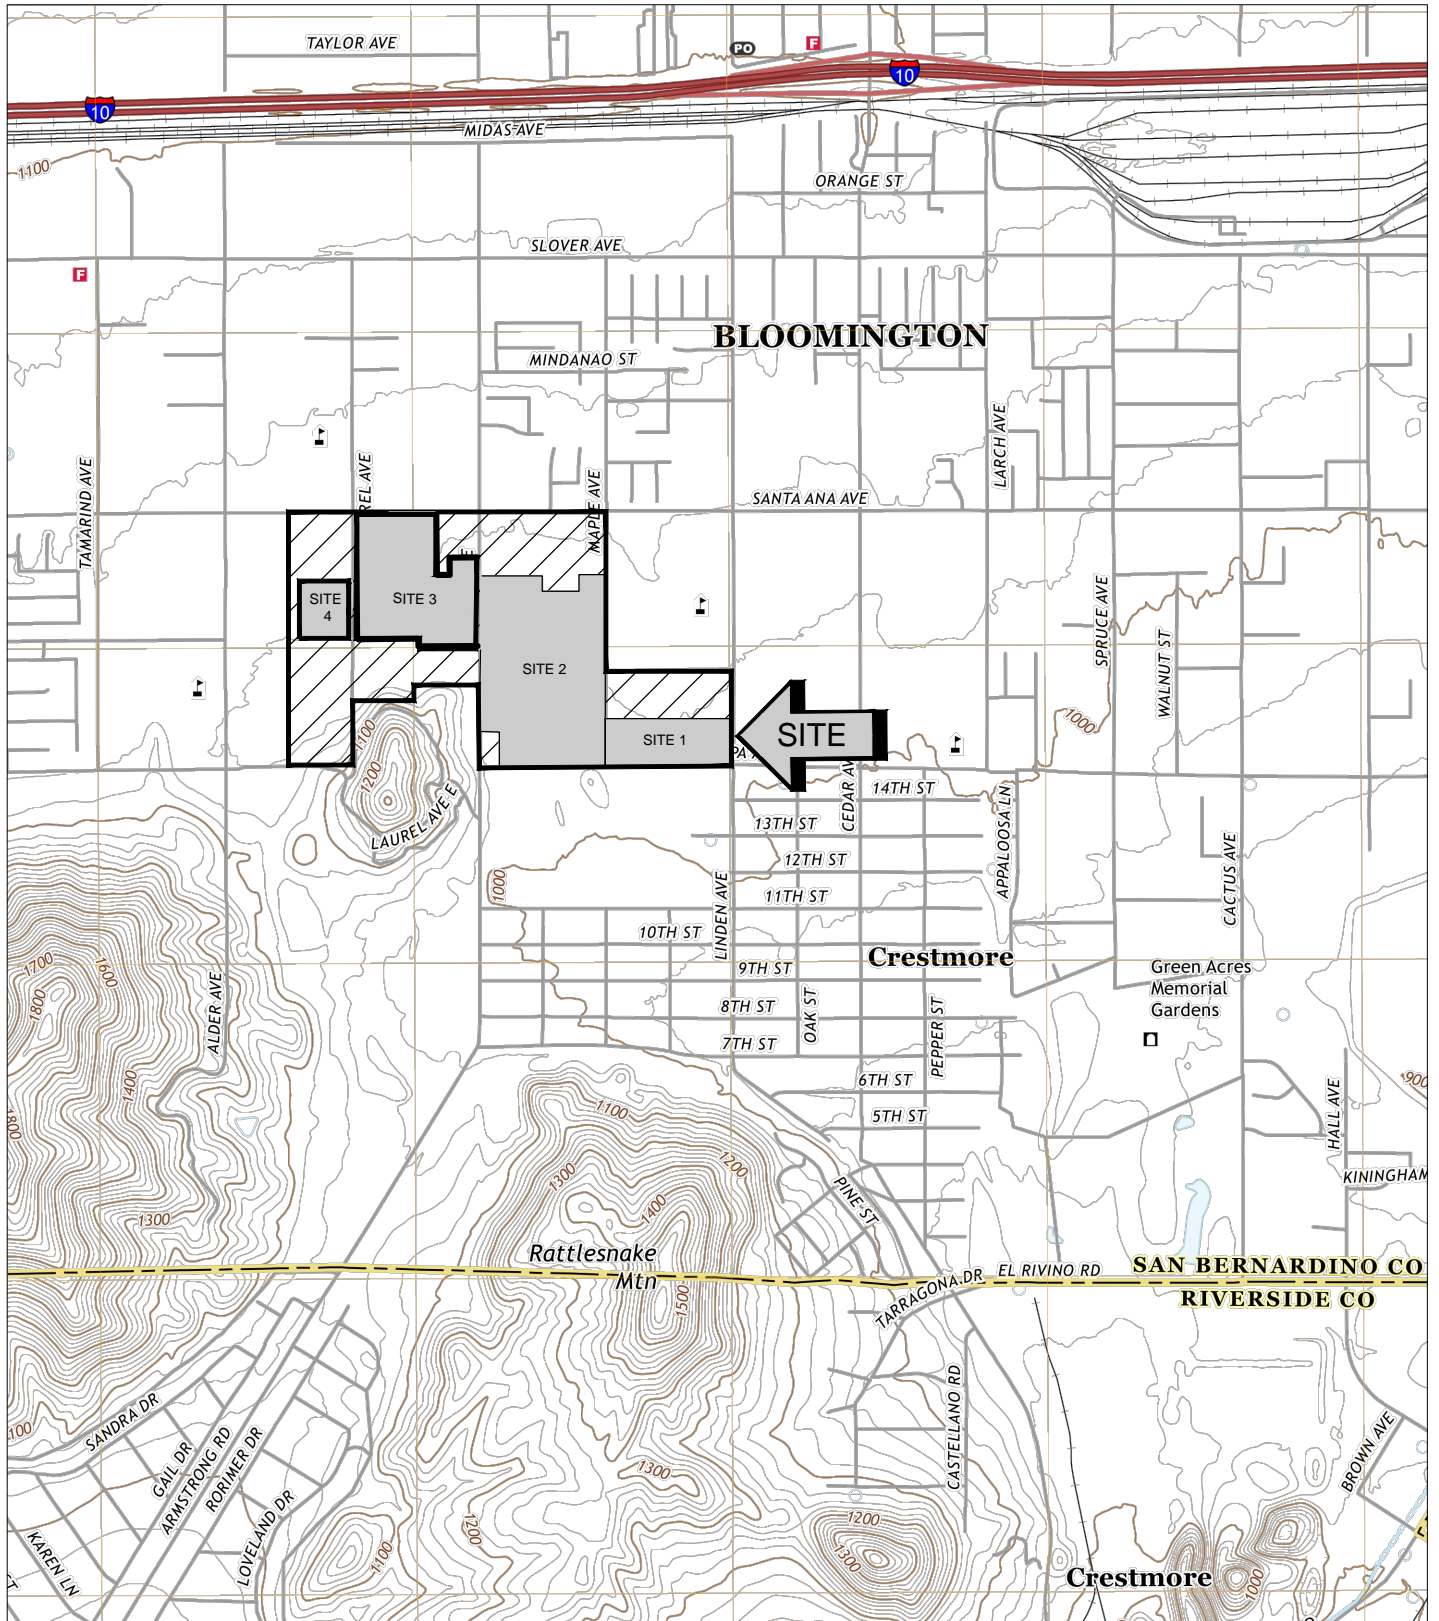 TAYLOR AVE
PO
F
10
10
MIDAS AVE
1100
ORANGE ST
SLOVER AVE
F
BLOOMINGTON
MINDANAO ST
LARCH AVE
TAMARIND AVE
REL AVE
MAPLE AVE
SANTA ANA AVE
SITE
4
SITE 3
SITE 2
SPRUCE AVE
WALNUT ST
1000
SITE 1
SITE
PA
1100
1200
LAUREL AVE E
CEDAR AV
14TH ST
13TH ST
12TH ST
11TH ST
APPALOOSA LN
CACTUS AVE
1000
LINDEN AVE
10TH ST
9TH ST
8TH ST
7TH ST
Crestmore
OAK ST
PEPPER ST
Green Acres
Memorial
Gardens
1700
1600
1800
ALDER AVE
1400
1800
6TH ST
5TH ST
900
HALL AVE
KININGHAM
1100
1200
1300
1400
1300
PINE ST
Rattlesnake
Mtn
1500
TARRAGONA DR
EL RIVINO RD
SAN BERNARDINO CO
RIVERSIDE CO
SANDRA DR
100
GAIL DR
ARMSTRONG RD
RORIMER DR
LOVELAND DR
KAREN LN
ST
CASTELLANO RD
BROWN AVE
1300
1200
1100
1200
1300
Crestmore
1000